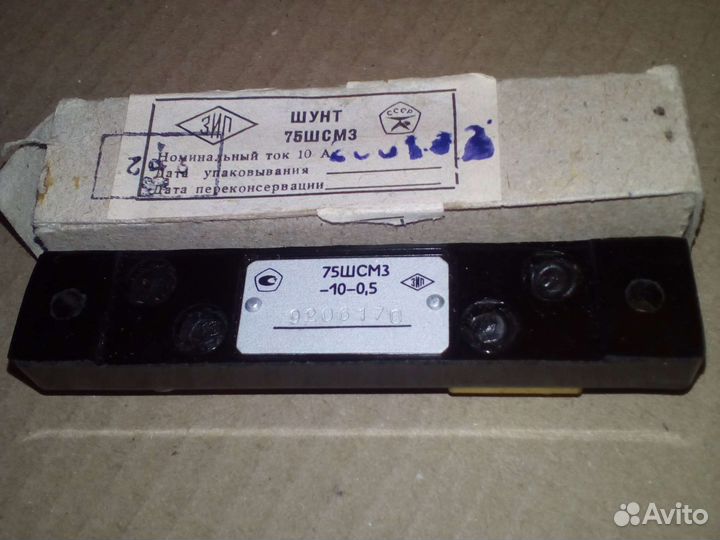 ЗИП
ШУНТ
75ШСМ3
СССР
Номинальный ток 10 А
Дата упаковывания
Дата переконсервации
75ШСМ3
-10-0,5
ЗИП
Avito